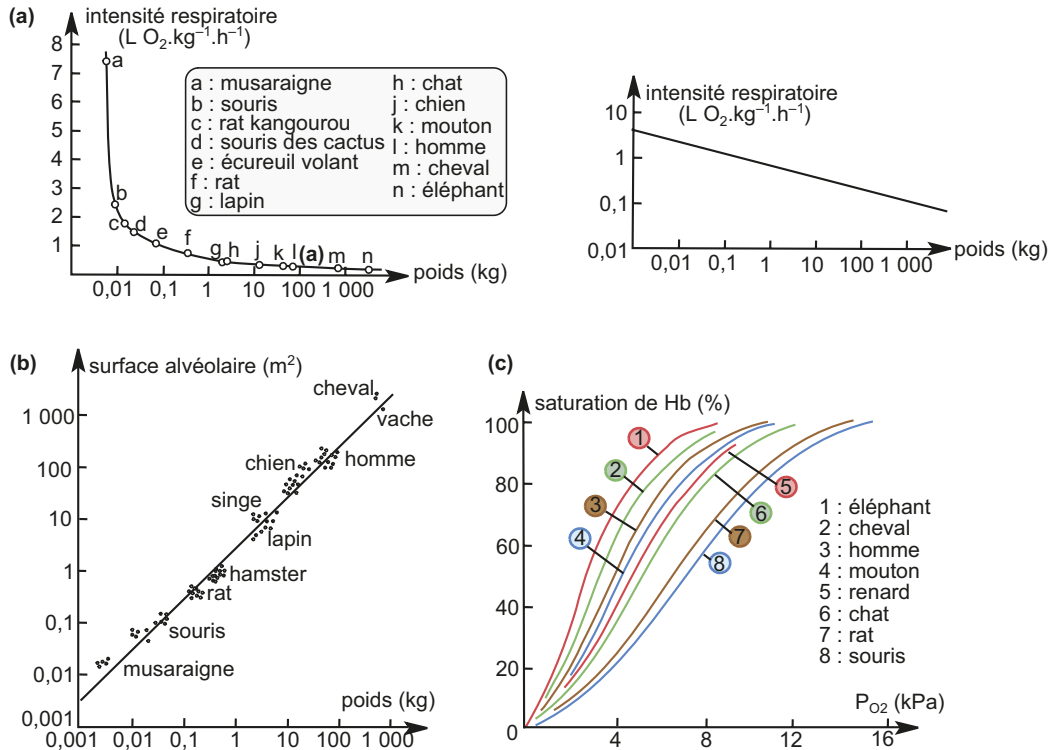 (a)
intensité respiratoire
(L O₂.kg⁻¹.h⁻¹)
8
7
6
5
4
3
2
1
a
b
c
d
e
f
g
h
j
k
l
(a)
m
n
0,01
0,1
1
10
100
1 000
poids (kg)
a : musaraigne
b : souris
c : rat kangourou
d : souris des cactus
e : écureuil volant
f : rat
g : lapin
h : chat
j : chien
k : mouton
l : homme
m : cheval
n : éléphant
intensité respiratoire
(L O₂.kg⁻¹.h⁻¹)
10
1
0,1
0,01
0,01
0,1
1
10
100
1 000
poids (kg)
(b)
surface alvéolaire (m²)
1 000
100
10
1
0,1
0,01
0,001
cheval
vache
chien
homme
singe
lapin
hamster
rat
souris
musaraigne
poids (kg)
0,001
0,01
0,1
1
10
100
1 000
(c)
saturation de Hb (%)
100
80
60
40
20
0
1
2
3
4
5
6
7
8
1 : éléphant
2 : cheval
3 : homme
4 : mouton
5 : renard
6 : chat
7 : rat
8 : souris
P_O2 (kPa)
4
8
12
16